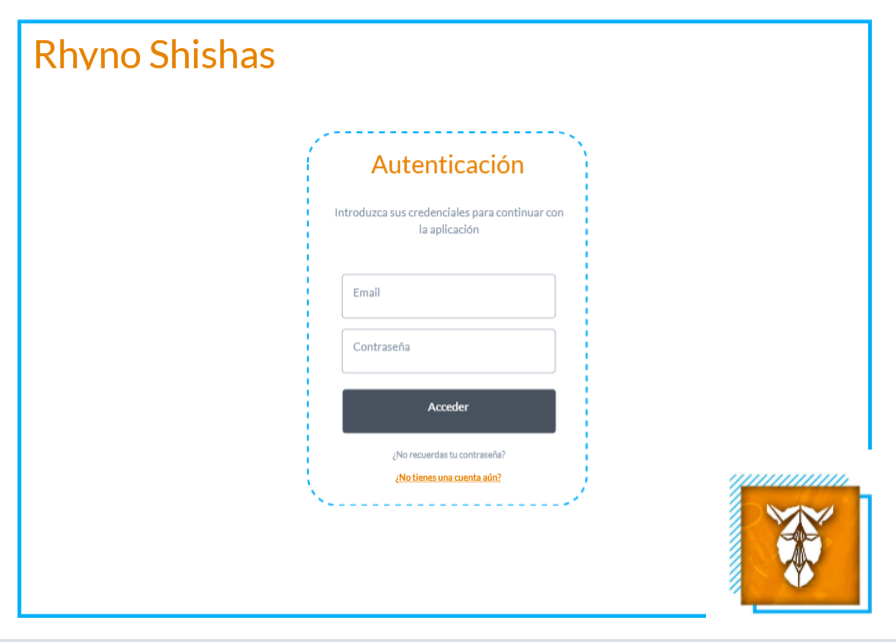 Rhyno Shishas
Autenticación
Introduzca sus credenciales para continuar con
la aplicación
Email
Contraseña
Acceder
¿No recuerdas tu contraseña?
¿No tienes una cuenta aún?